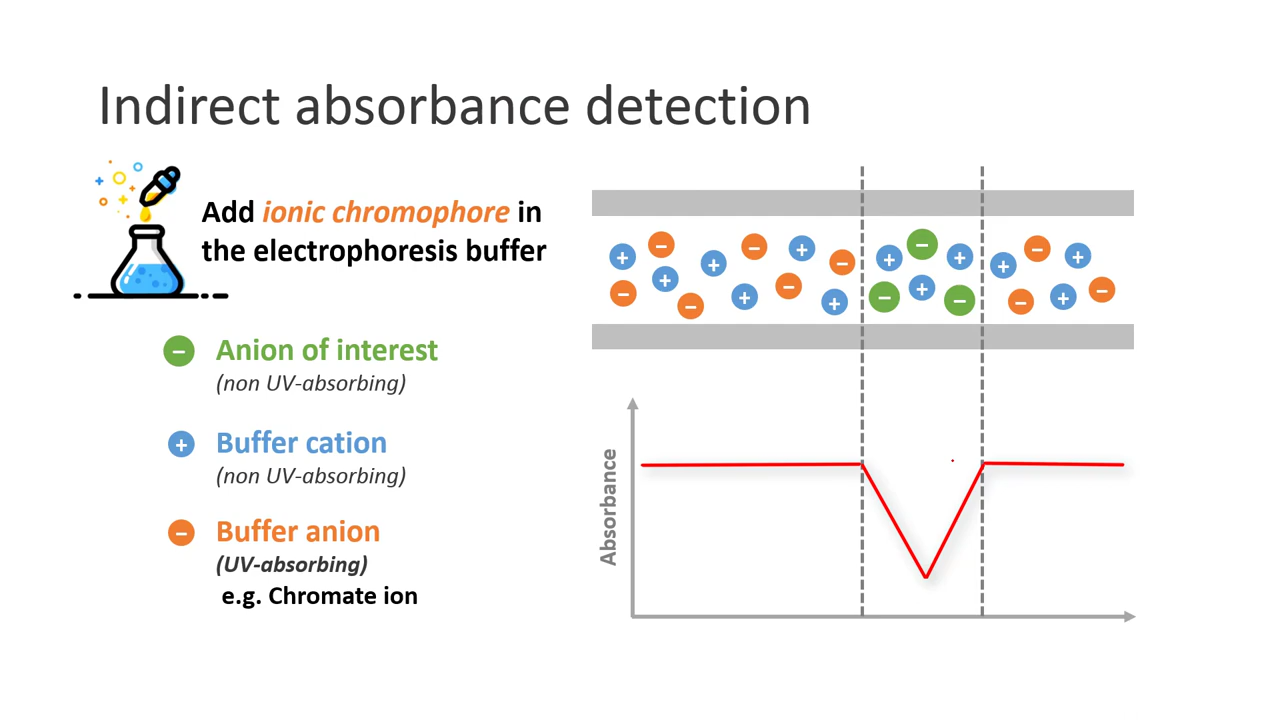 Indirect absorbance detection
Add ionic chromophore in
the electrophoresis buffer
Anion of interest
(non UV-absorbing)
Buffer cation
(non UV-absorbing)
Buffer anion
(UV-absorbing)
e.g. Chromate ion
Absorbance